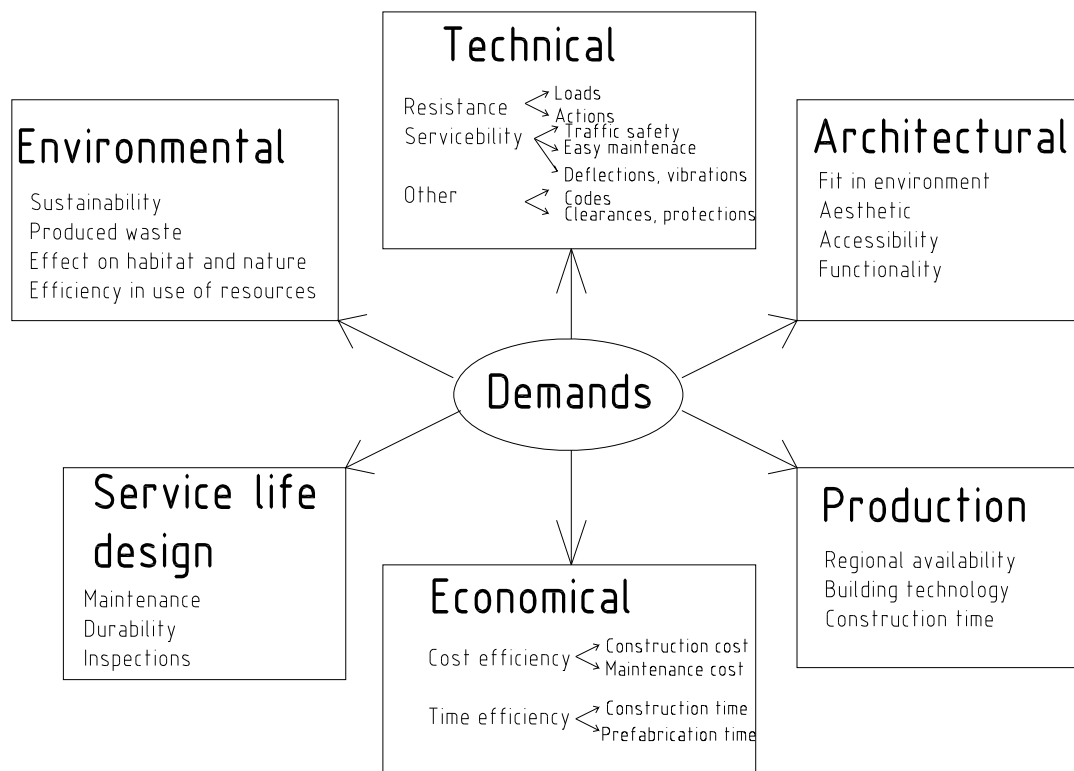 Technical
Resistance
Loads
Actions
Servicebility
Traffic safety
Easy maintenace
Deflections, vibrations
Other
Codes
Clearances, protections
Environmental
Sustainability
Produced waste
Effect on habitat and nature
Efficiency in use of resources
Architectural
Fit in environment
Aesthetic
Accessibility
Functionality
Demands
Service life
design
Maintenance
Durability
Inspections
Economical
Cost efficiency
Construction cost
Maintenance cost
Time efficiency
Construction time
Prefabrication time
Production
Regional availability
Building technology
Construction time